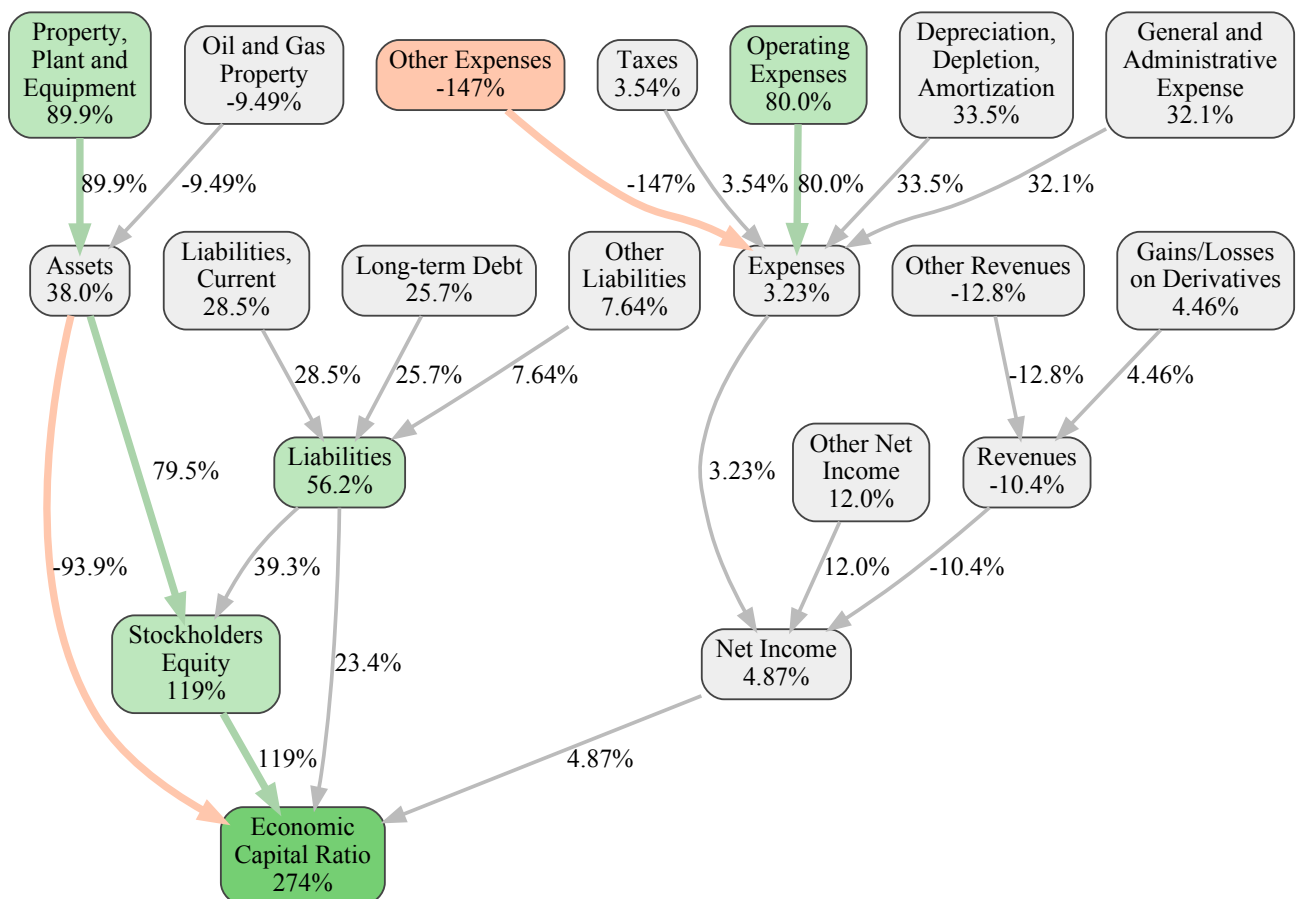 Property,
Plant and
Equipment
89.9%
Oil and Gas
Property
-9.49%
Other Expenses
-147%
Taxes
3.54%
Operating
Expenses
80.0%
Depreciation,
Depletion,
Amortization
33.5%
General and
Administrative
Expense
32.1%
89.9%
-9.49%
-147%
3.54%
80.0%
33.5%
32.1%
Assets
38.0%
Liabilities,
Current
28.5%
Long-term Debt
25.7%
Other
Liabilities
7.64%
Expenses
3.23%
Other Revenues
-12.8%
Gains/Losses
on Derivatives
4.46%
28.5%
25.7%
7.64%
-12.8%
4.46%
79.5%
Liabilities
56.2%
3.23%
Other Net
Income
12.0%
Revenues
-10.4%
-93.9%
39.3%
12.0%
-10.4%
Stockholders
Equity
119%
23.4%
Net Income
4.87%
119%
4.87%
Economic
Capital Ratio
274%